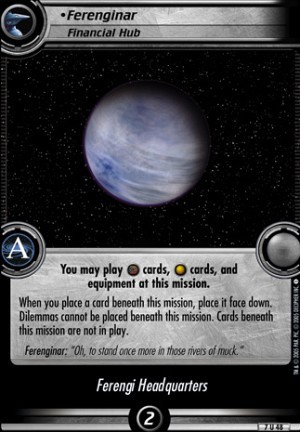 •Ferenginar
Financial Hub
A
You may play cards, cards, and
equipment at this mission.
When you place a card beneath this mission, place it face down.
Dilemmas cannot be placed beneath this mission. Cards beneath
this mission are not in play.
Ferenginar; "Oh, to stand once more in those rivers of muck."
Ferengi Headquarters
2
7 U 48